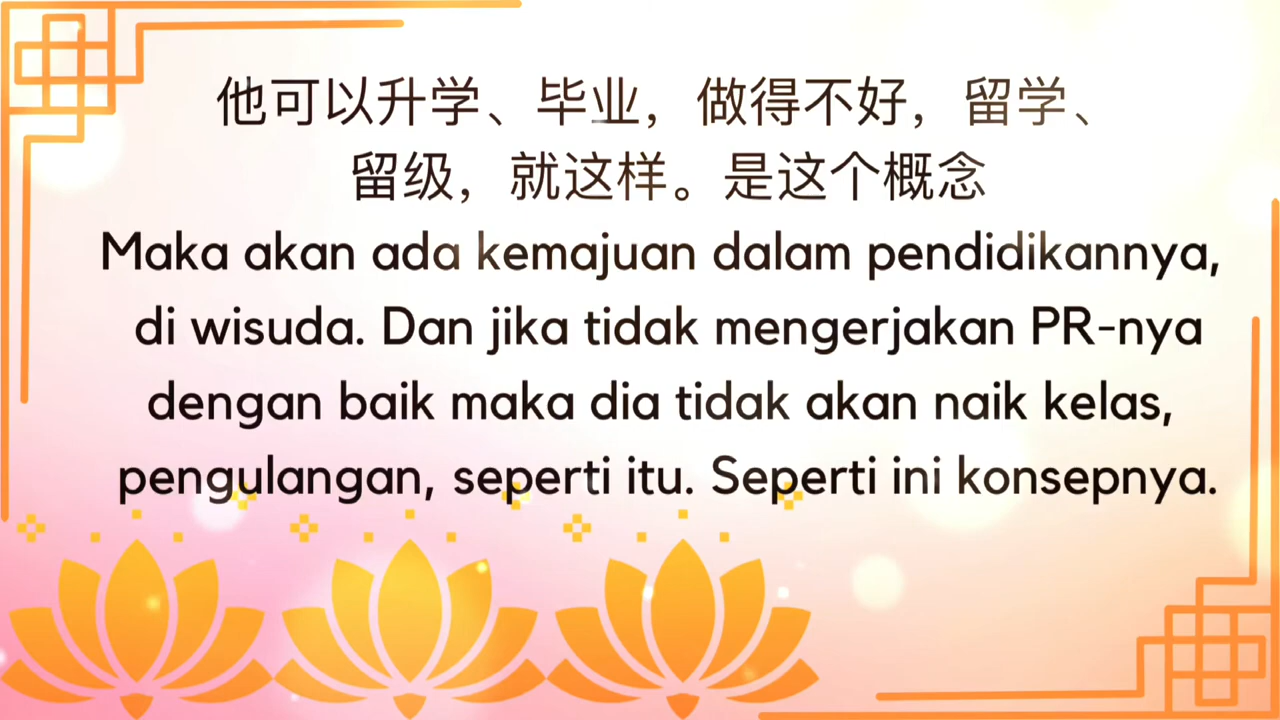 他可以升学、毕业，做得不好，留学、
留级，就这样。是这个概念
Maka akan ada kemajuan dalam pendidikannya,
di wisuda. Dan jika tidak mengerjakan PR-nya
dengan baik maka dia tidak akan naik kelas,
pengulangan, seperti itu. Seperti ini konsepnya.